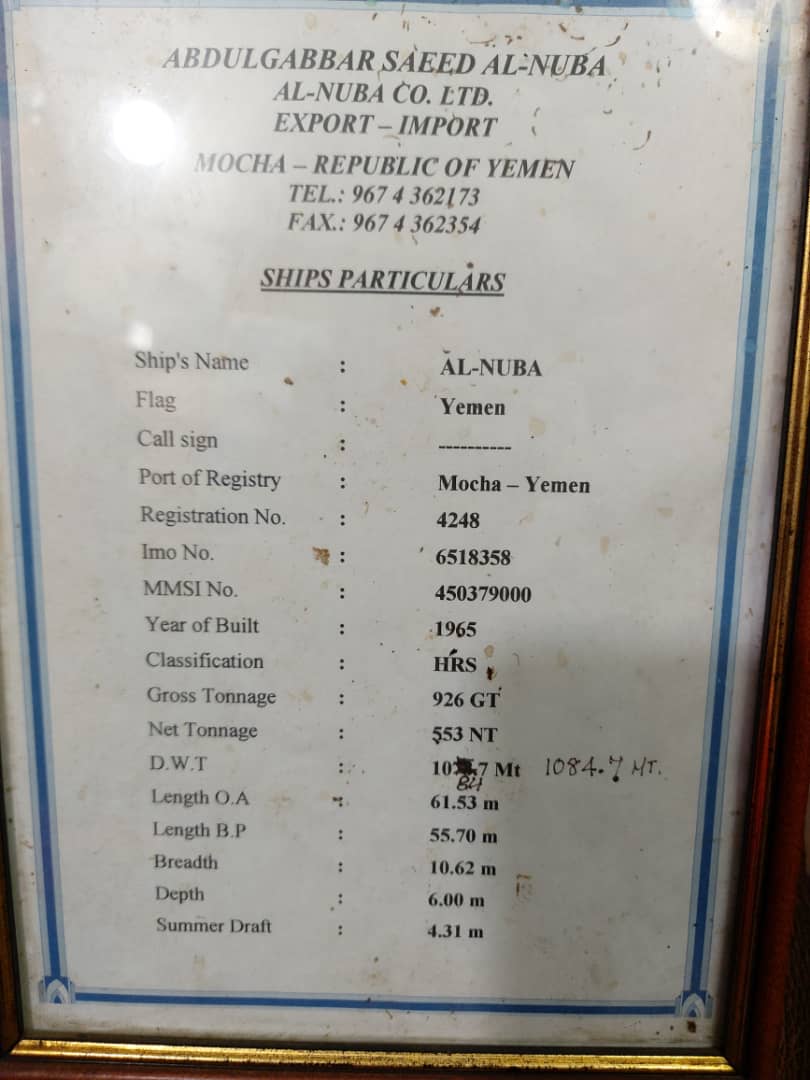 ABDULGABBAR SAEED AL-NUBA
AL-NUBA CO. LTD.
EXPORT – IMPORT
MOCHA – REPUBLIC OF YEMEN
TEL.: 967 4 362173
FAX.: 967 4 362354
SHIPS PARTICULARS
Ship's Name : AL-NUBA
Flag : Yemen
Call sign : ----------
Port of Registry : Mocha – Yemen
Registration No. : 4248
Imo No. : 6518358
MMSI No. : 450379000
Year of Built : 1965
Classification : HRS
Gross Tonnage : 926 GT
Net Tonnage : 553 NT
D.W.T : 10 .7 Mt 1084.7 MT.
84
Length O.A : 61.53 m
Length B.P : 55.70 m
Breadth : 10.62 m
Depth : 6.00 m
Summer Draft : 4.31 m